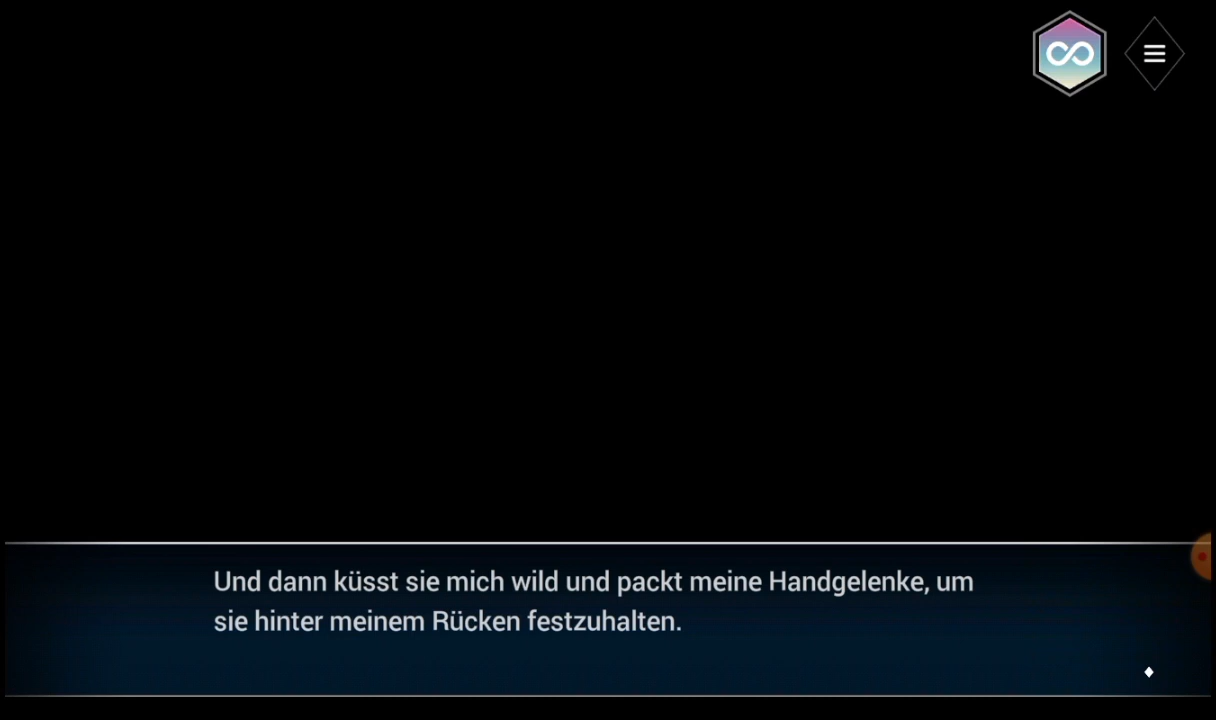 Und dann küsst sie mich wild und packt meine Handgelenke, um
sie hinter meinem Rücken festzuhalten.